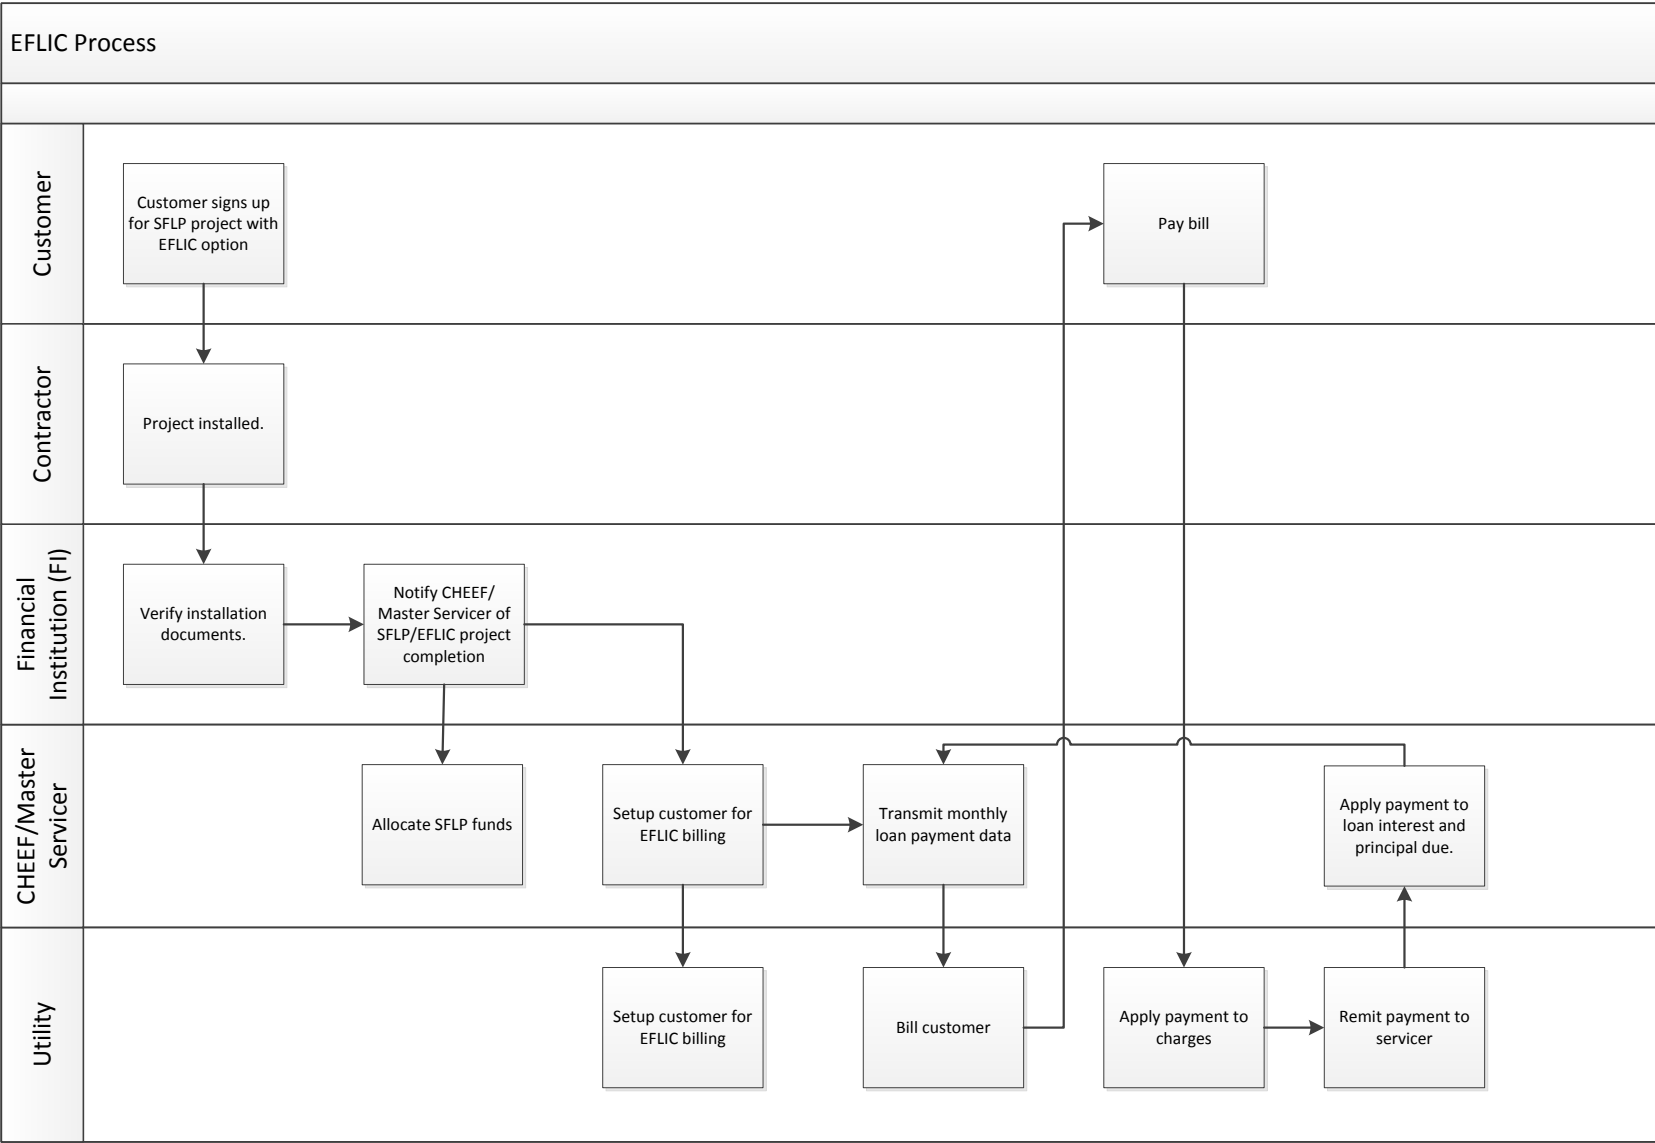 EFLIC Process
Customer
Customer signs up
for SFLP project with
EFLIC option
Pay bill
Contractor
Project installed.
Financial
Institution (FI)
Verify installation
documents.
Notify CHEEF/
Master Servicer of
SFLP/EFLIC project
completion
CHEEF/Master
Servicer
Allocate SFLP funds
Setup customer for
EFLIC billing
Transmit monthly
loan payment data
Apply payment to
loan interest and
principal due.
Utility
Setup customer for
EFLIC billing
Bill customer
Apply payment to
charges
Remit payment to
servicer